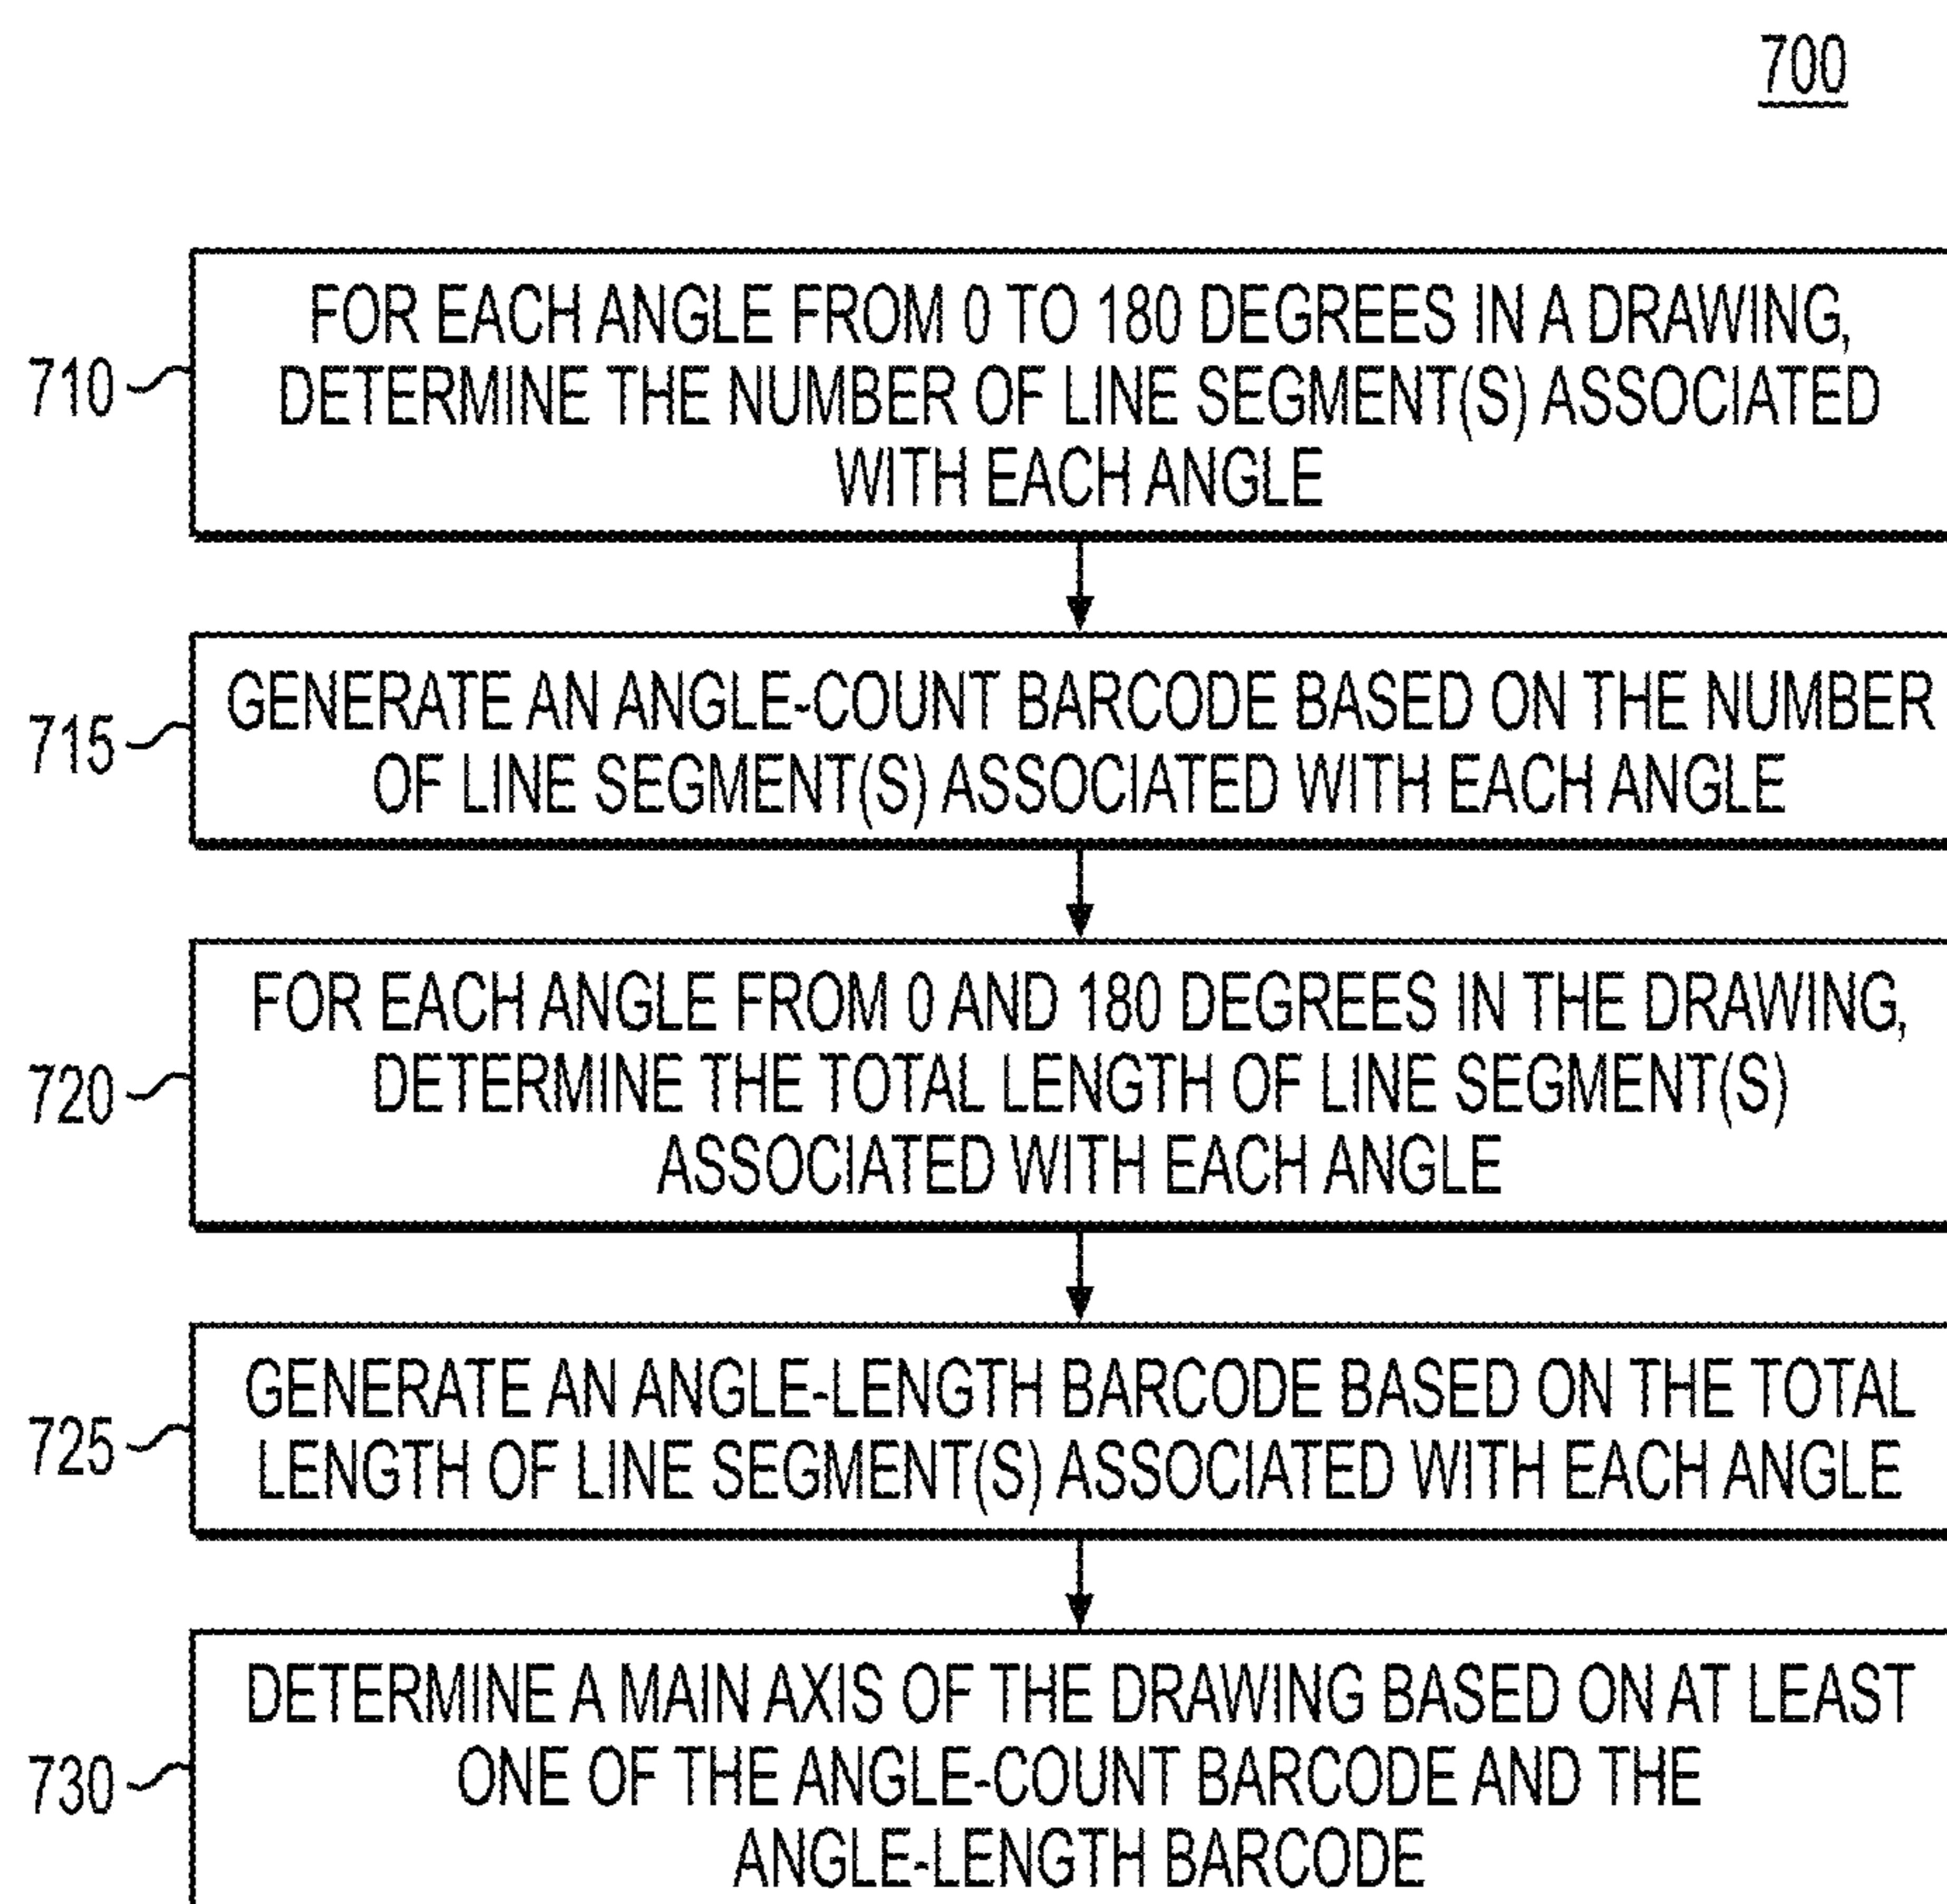 700
710
FOR EACH ANGLE FROM 0 TO 180 DEGREES IN A DRAWING,
DETERMINE THE NUMBER OF LINE SEGMENT(S) ASSOCIATED
WITH EACH ANGLE
715
GENERATE AN ANGLE-COUNT BARCODE BASED ON THE NUMBER
OF LINE SEGMENT(S) ASSOCIATED WITH EACH ANGLE
720
FOR EACH ANGLE FROM 0 AND 180 DEGREES IN THE DRAWING,
DETERMINE THE TOTAL LENGTH OF LINE SEGMENT(S)
ASSOCIATED WITH EACH ANGLE
725
GENERATE AN ANGLE-LENGTH BARCODE BASED ON THE TOTAL
LENGTH OF LINE SEGMENT(S) ASSOCIATED WITH EACH ANGLE
730
DETERMINE A MAIN AXIS OF THE DRAWING BASED ON AT LEAST
ONE OF THE ANGLE-COUNT BARCODE AND THE
ANGLE-LENGTH BARCODE